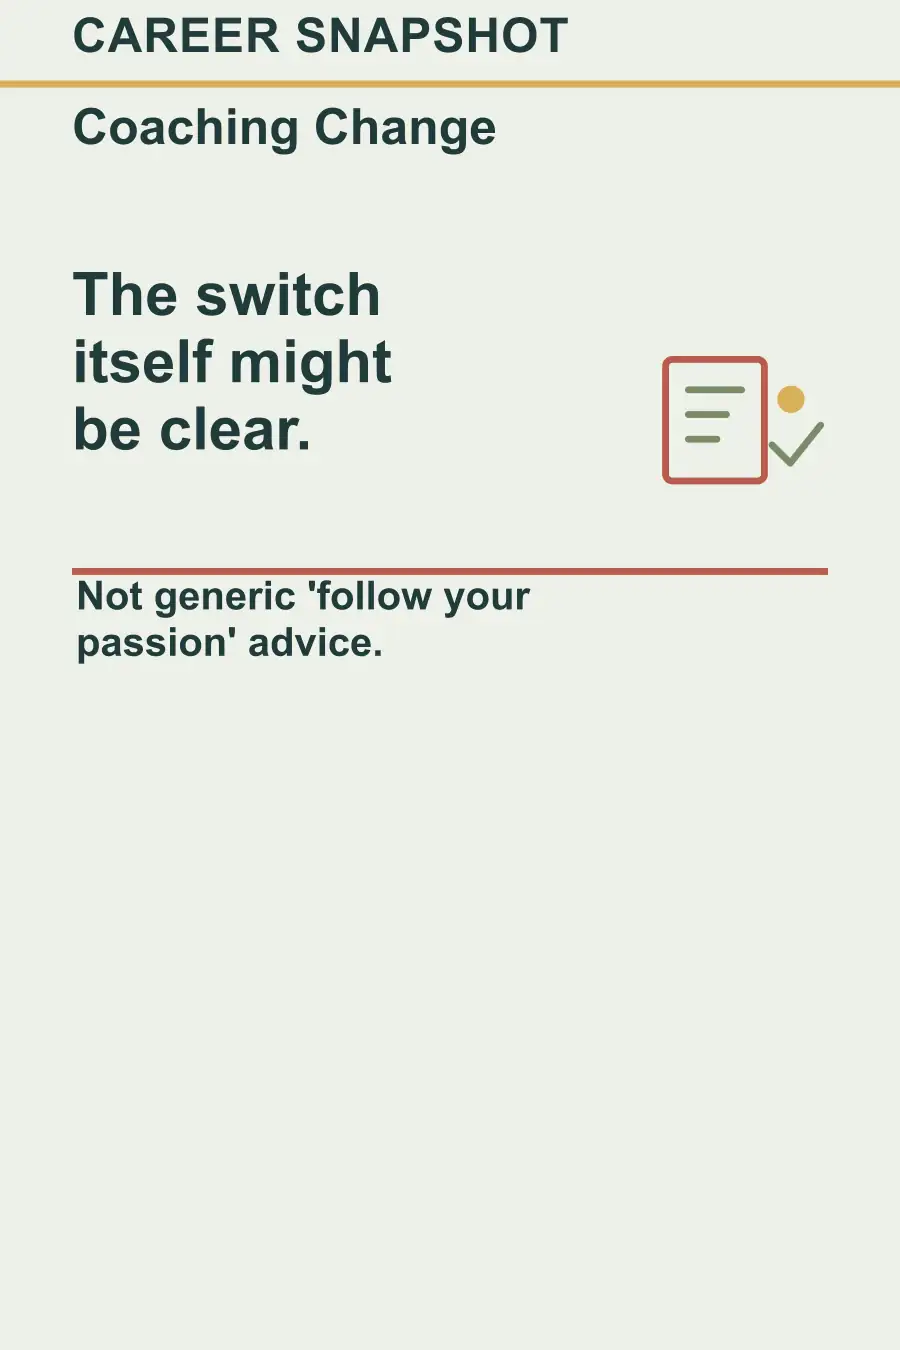 CAREER SNAPSHOT
Coaching Change
The switch
itself might
be clear.
Not generic 'follow your
passion' advice.